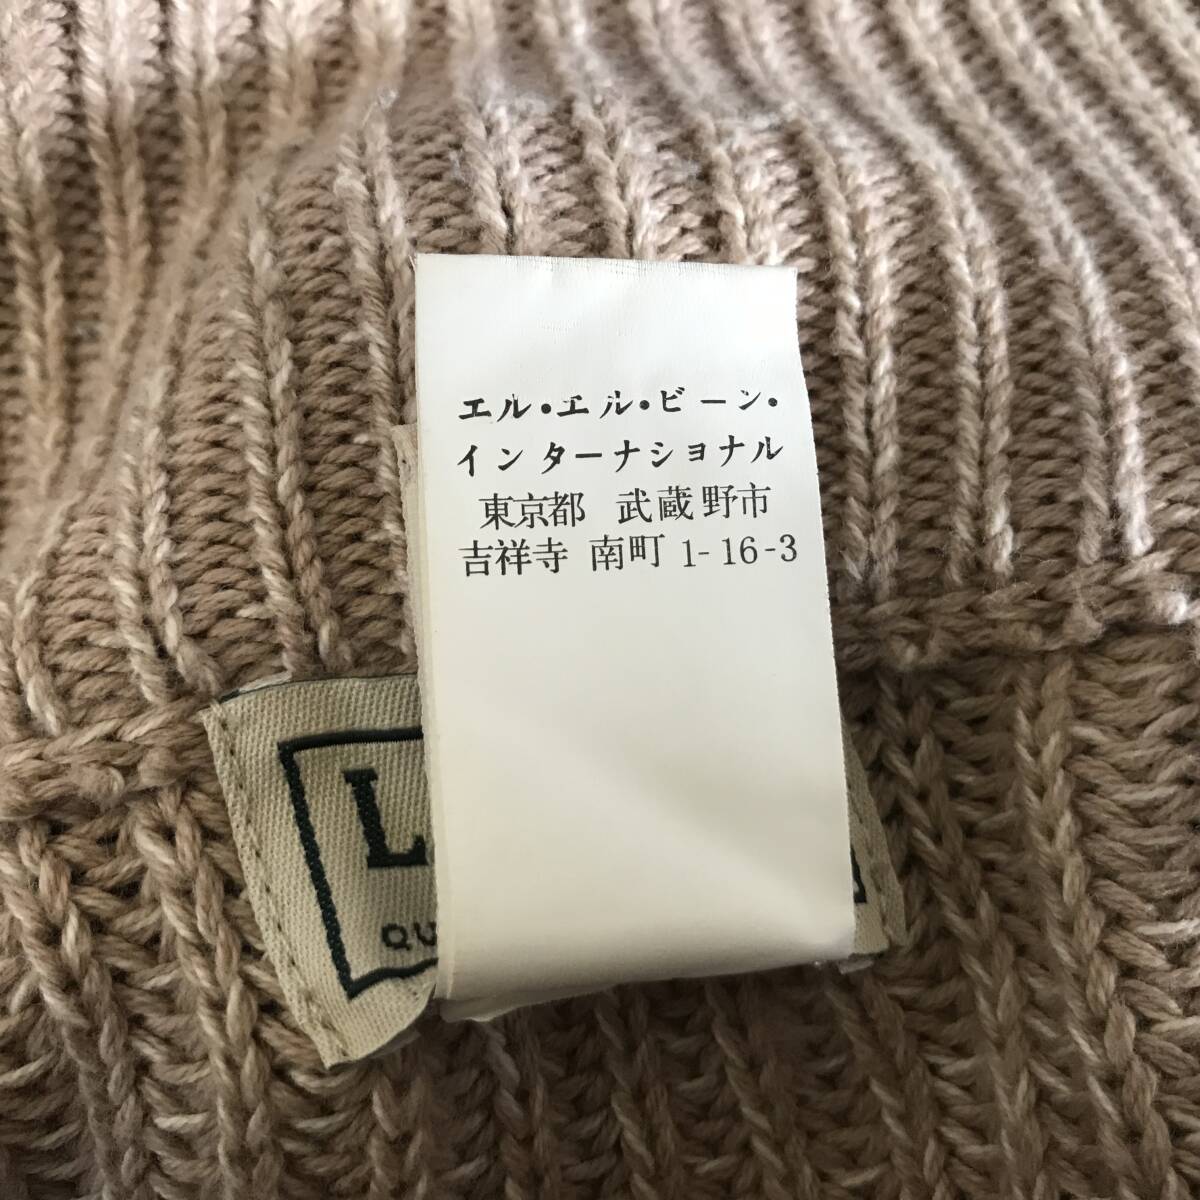 エル・エル・ビーン・
インターナショナル
東京都 武蔵野市
吉祥寺 南町 1-16-3
L.
QU